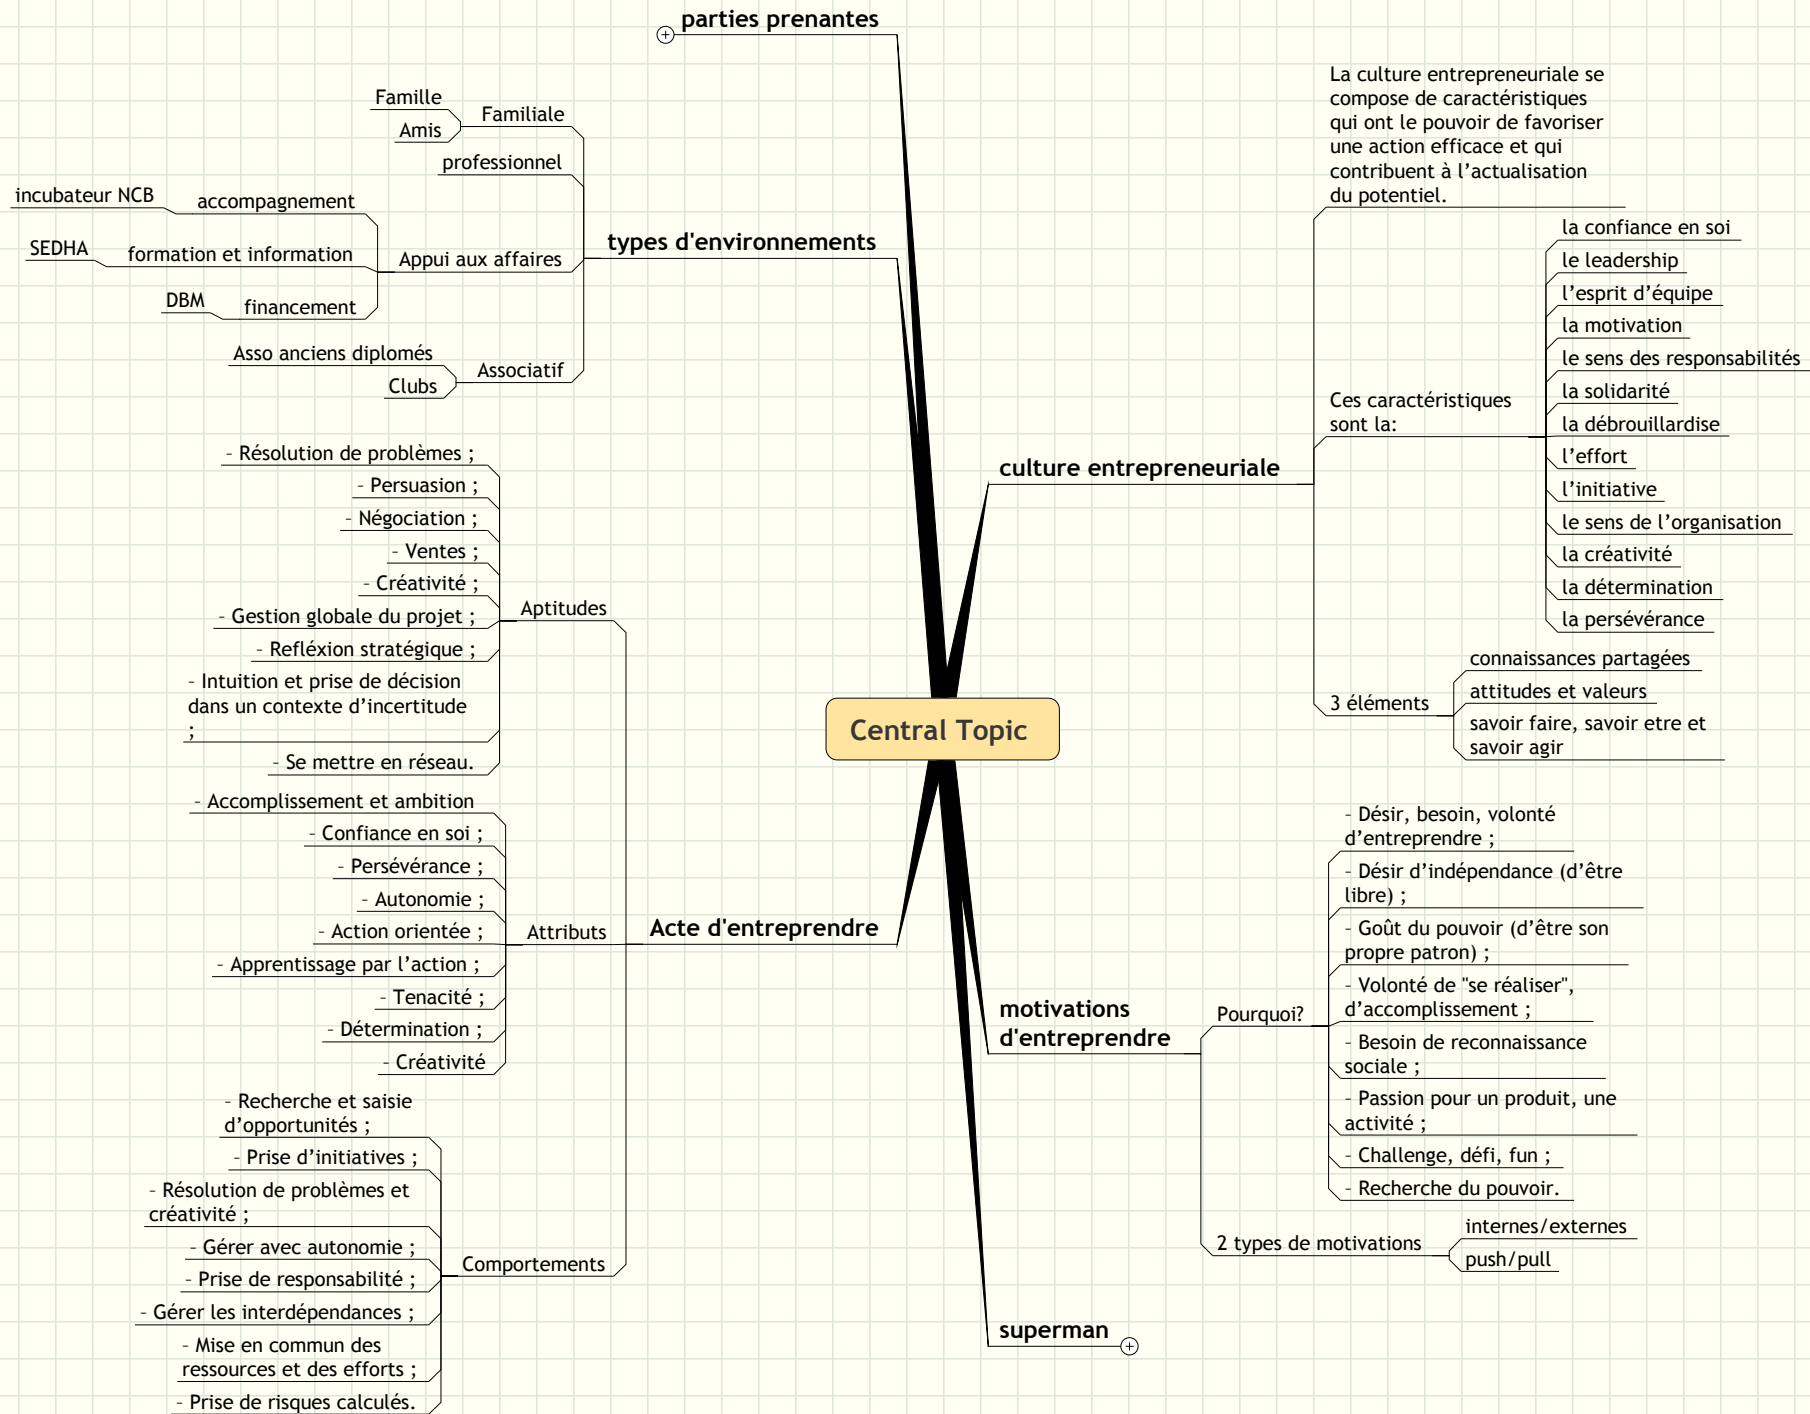 parties prenantes
types d'environnements
Familiale
Famille
Amis
professionnel
Appui aux affaires
accompagnement
incubateur NCB
formation et information
SEDHA
financement
DBM
Associatif
Asso anciens diplomés
Clubs
Acte d'entreprendre
Aptitudes
- Résolution de problèmes ;
- Persuasion ;
- Négociation ;
- Ventes ;
- Créativité ;
- Gestion globale du projet ;
- Refléxion stratégique ;
- Intuition et prise de décision
dans un contexte d’incertitude
;
- Se mettre en réseau.
Attributs
- Accomplissement et ambition
- Confiance en soi ;
- Persévérance ;
- Autonomie ;
- Action orientée ;
- Apprentissage par l’action ;
- Tenacité ;
- Détermination ;
- Créativité
Comportements
- Recherche et saisie
d’opportunités ;
- Prise d’initiatives ;
- Résolution de problèmes et
créativité ;
- Gérer avec autonomie ;
- Prise de responsabilité ;
- Gérer les interdépendances ;
- Mise en commun des
ressources et des efforts ;
- Prise de risques calculés.
Central Topic
culture entrepreneuriale
La culture entrepreneuriale se
compose de caractéristiques
qui ont le pouvoir de favoriser
une action efficace et qui
contribuent à l’actualisation
du potentiel.
Ces caractéristiques
sont la:
la confiance en soi
le leadership
l’esprit d’équipe
la motivation
le sens des responsabilités
la solidarité
la débrouillardise
l’effort
l’initiative
le sens de l’organisation
la créativité
la détermination
la persévérance
3 éléments
connaissances partagées
attitudes et valeurs
savoir faire, savoir etre et
savoir agir
motivations
d'entreprendre
Pourquoi?
- Désir, besoin, volonté
d’entreprendre ;
- Désir d’indépendance (d’être
libre) ;
- Goût du pouvoir (d’être son
propre patron) ;
- Volonté de "se réaliser",
d’accomplissement ;
- Besoin de reconnaissance
sociale ;
- Passion pour un produit, une
activité ;
- Challenge, défi, fun ;
- Recherche du pouvoir.
2 types de motivations
internes/externes
push/pull
superman